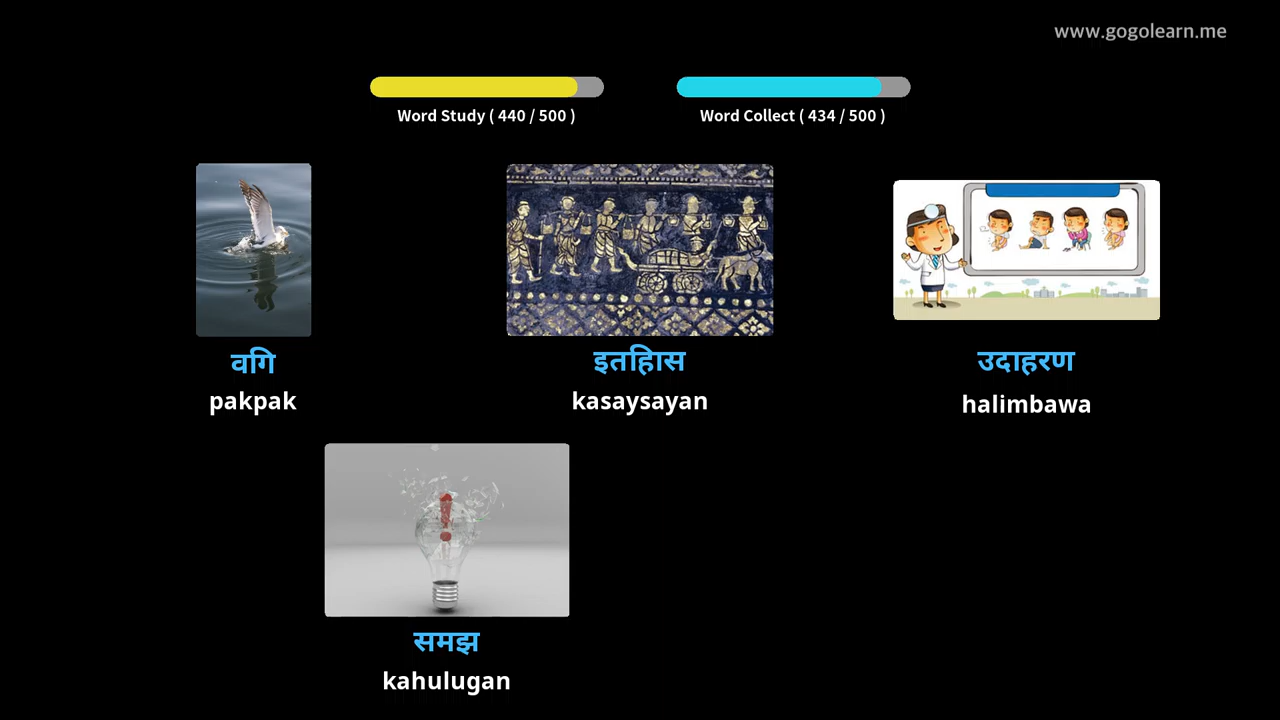 www.gogolearn.me
Word Study ( 440 / 500 )
Word Collect ( 434 / 500 )
वगि
pakpak
इतहिास
kasaysayan
उदाहरण
halimbawa
समझ
kahulugan